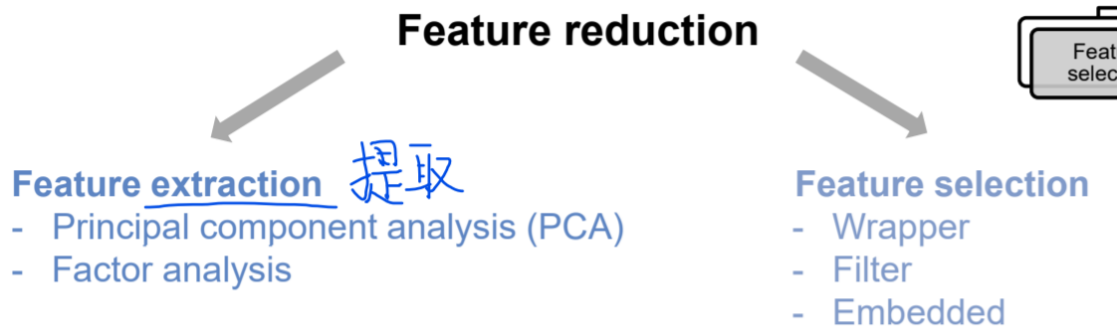 Feature reduction
Feature extraction 提取
- Principal component analysis (PCA)
- Factor analysis
Feature selection
- Wrapper
- Filter
- Embedded